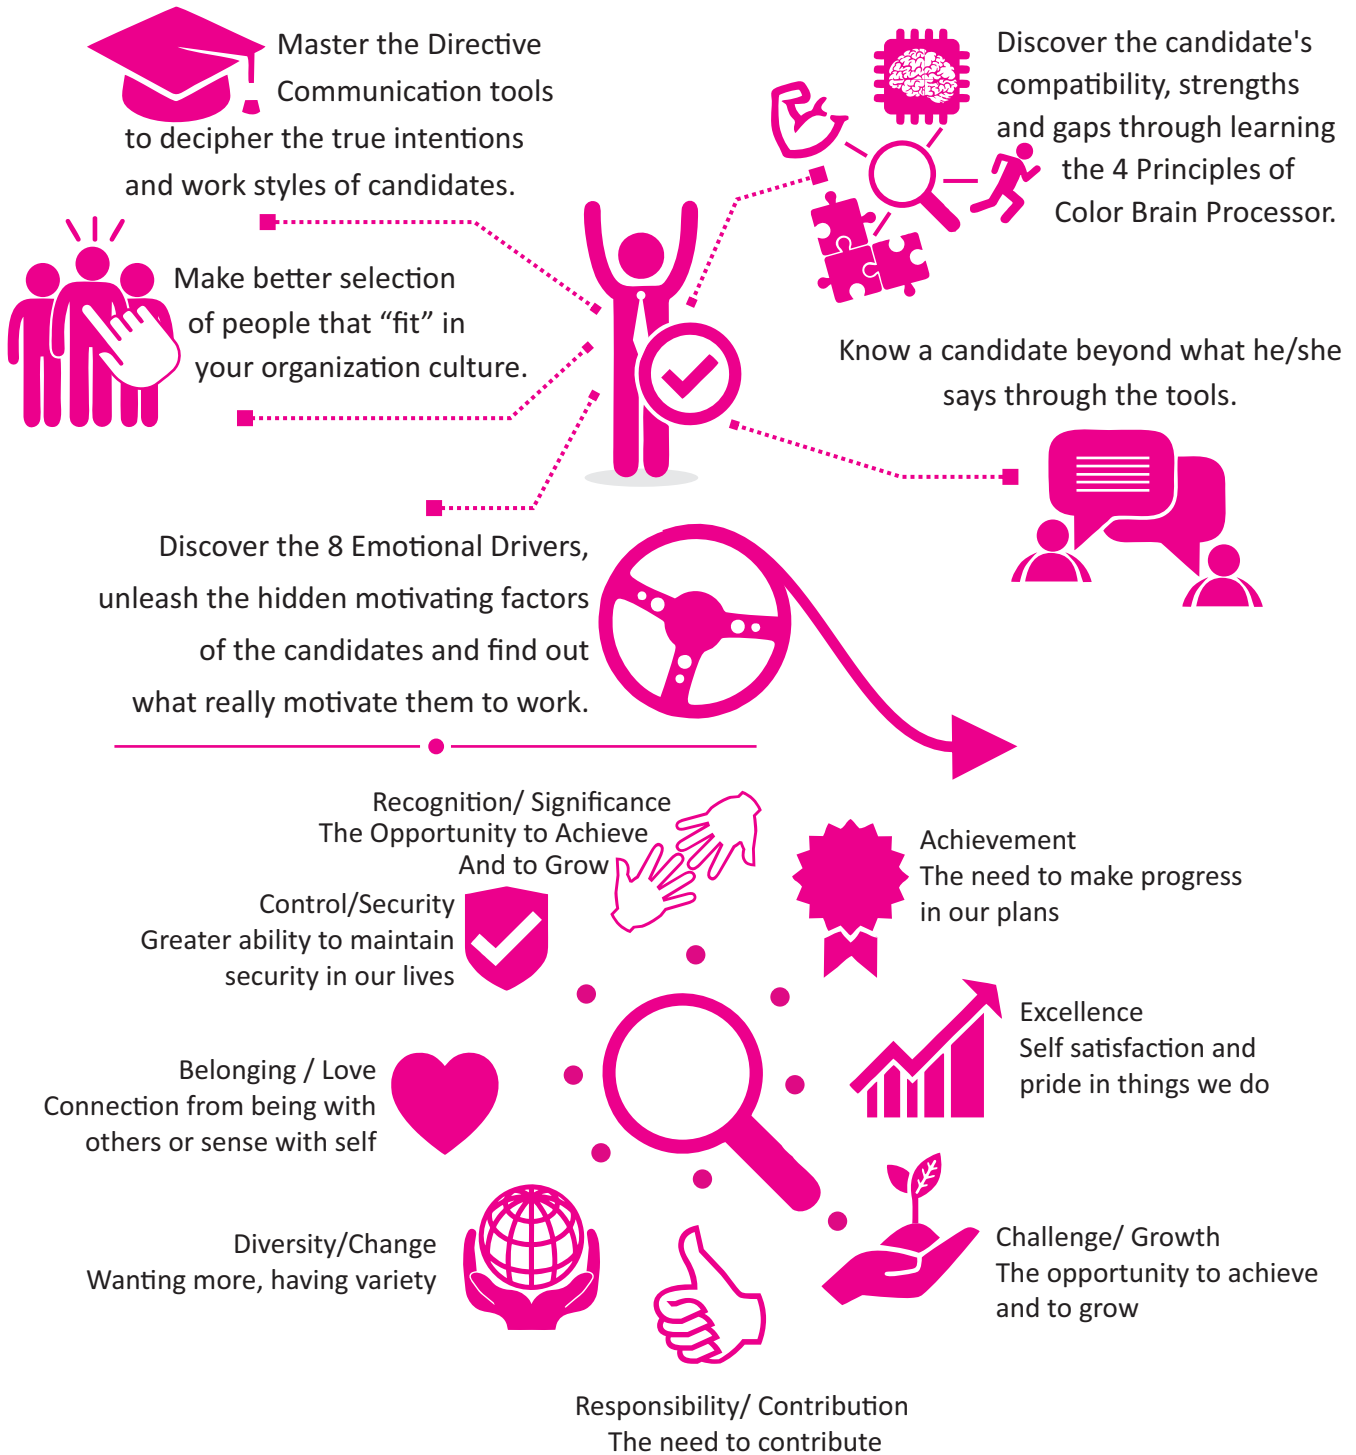 Master the Directive
Communication tools
to decipher the true intentions
and work styles of candidates.
Discover the candidate's
compatibility, strengths
and gaps through learning
the 4 Principles of
Color Brain Processor.
Make better selection
of people that “fit” in
your organization culture.
Know a candidate beyond what he/she
says through the tools.
Discover the 8 Emotional Drivers,
unleash the hidden motivating factors
of the candidates and find out
what really motivate them to work.
Recognition/ Significance
The Opportunity to Achieve
And to Grow
Achievement
The need to make progress
in our plans
Control/Security
Greater ability to maintain
security in our lives
Excellence
Self satisfaction and
pride in things we do
Belonging / Love
Connection from being with
others or sense with self
Diversity/Change
Wanting more, having variety
Challenge/ Growth
The opportunity to achieve
and to grow
Responsibility/ Contribution
The need to contribute